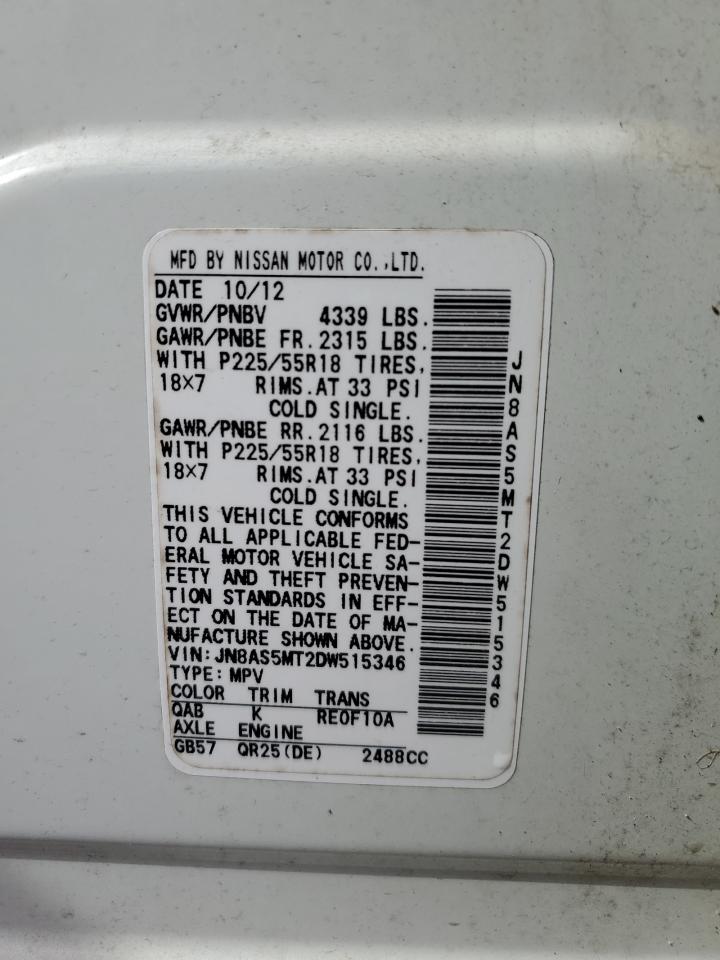 MFD BY NISSAN MOTOR CO.,LTD.
DATE 10/12
GVWR/PNBV 4339 LBS.
GAWR/PNBE FR. 2315 LBS.
WITH P225/55R18 TIRES,
18×7 RIMS.AT 33 PSI
COLD SINGLE.
GAWR/PNBE RR. 2116 LBS.
WITH P225/55R18 TIRES,
18×7 RIMS.AT 33 PSI
COLD SINGLE.
THIS VEHICLE CONFORMS
TO ALL APPLICABLE FED-
ERAL MOTOR VEHICLE SA-
FETY AND THEFT PREVEN-
TION STANDARDS IN EFF-
ECT ON THE DATE OF MA-
NUFACTURE SHOWN ABOVE.
VIN:JN8AS5MT2DW515346
TYPE: MPV
COLOR TRIM TRANS
QAB K RE0F10A
AXLE ENGINE
GB57 QR25(DE) 2488CC
JN8AS5MT2DW515346